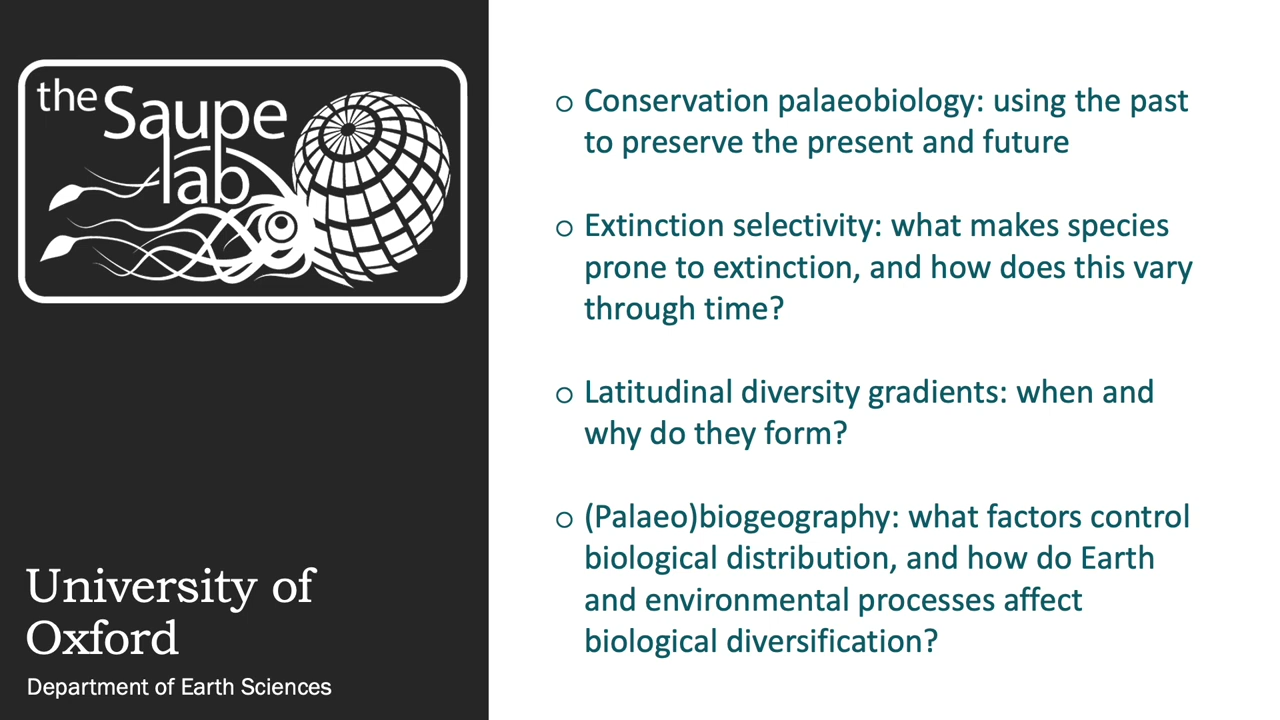 the Saupe
lab
University of
Oxford
Department of Earth Sciences
○ Conservation palaeobiology: using the past
to preserve the present and future
○ Extinction selectivity: what makes species
prone to extinction, and how does this vary
through time?
○ Latitudinal diversity gradients: when and
why do they form?
○ (Palaeo)biogeography: what factors control
biological distribution, and how do Earth
and environmental processes affect
biological diversification?